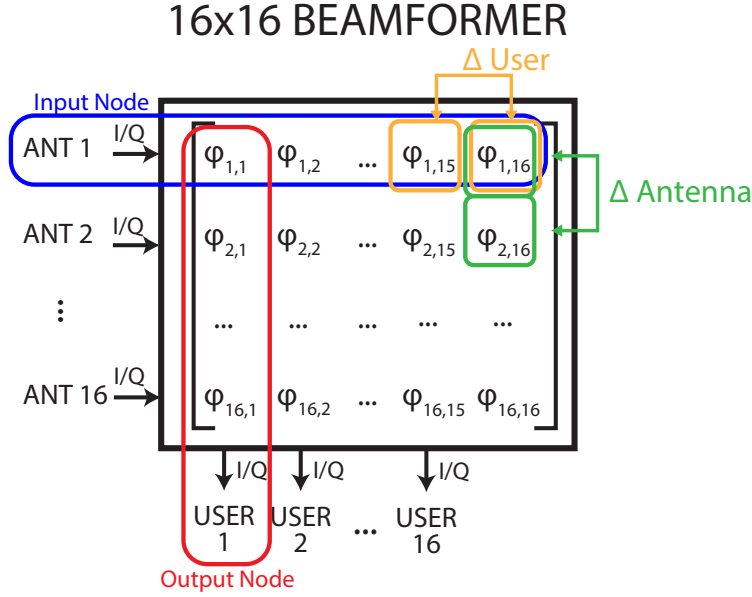 16x16 BEAMFORMER
Δ User
Input Node
ANT 1 I/Q φ1,1 φ1,2 ... φ1,15 φ1,16
Δ Antenna
ANT 2 I/Q φ2,1 φ2,2 ... φ2,15 φ2,16
... ... ... ... ... ...
ANT 16 I/Q φ16,1 φ16,2 ... φ16,15 φ16,16
I/Q I/Q I/Q
USER USER ... USER
1 2 16
Output Node